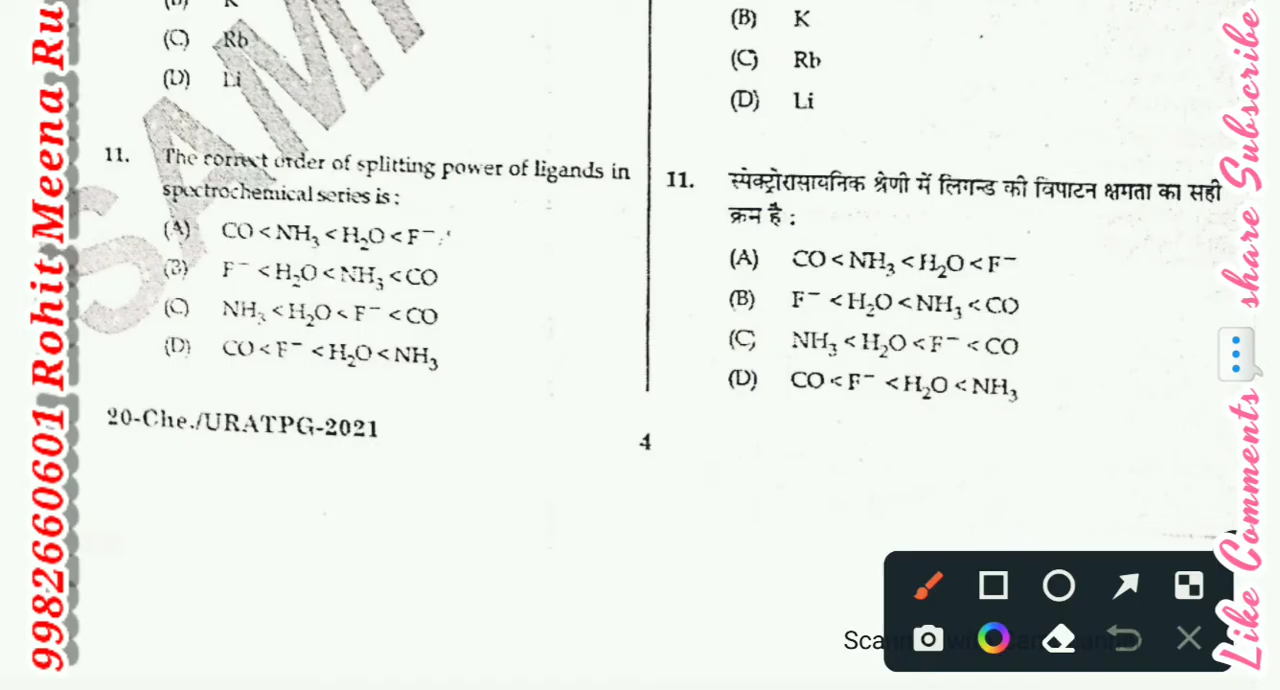 (B) K
(C) Rb
(D) Li
11. The correct order of splitting power of ligands in
spectrochemical series is :
(A) CO < NH₃ < H₂O < F⁻
(B) F⁻ < H₂O < NH₃ < CO
(C) NH₃ < H₂O < F⁻ < CO
(D) CO < F⁻ < H₂O < NH₃
20-Che./URATPG-2021
4
(B) K
(C) Rb
(D) Li
11. स्पेक्ट्रोरासायनिक श्रेणी में लिगन्ड की विपाटन क्षमता का सही
क्रम है :
(A) CO < NH₃ < H₂O < F⁻
(B) F⁻ < H₂O < NH₃ < CO
(C) NH₃ < H₂O < F⁻ < CO
(D) CO < F⁻ < H₂O < NH₃
9982660601 Rohit Meena Ru
Like Comments share Subscribe